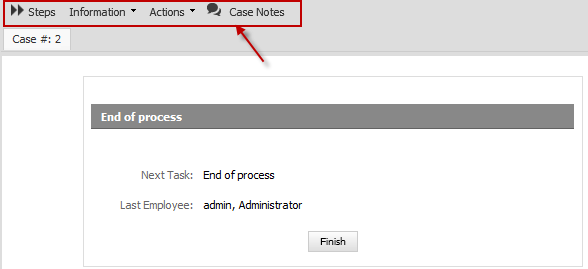 Steps Information Actions Case Notes
Case #: 2
End of process
Next Task: End of process
Last Employee: admin, Administrator
Finish